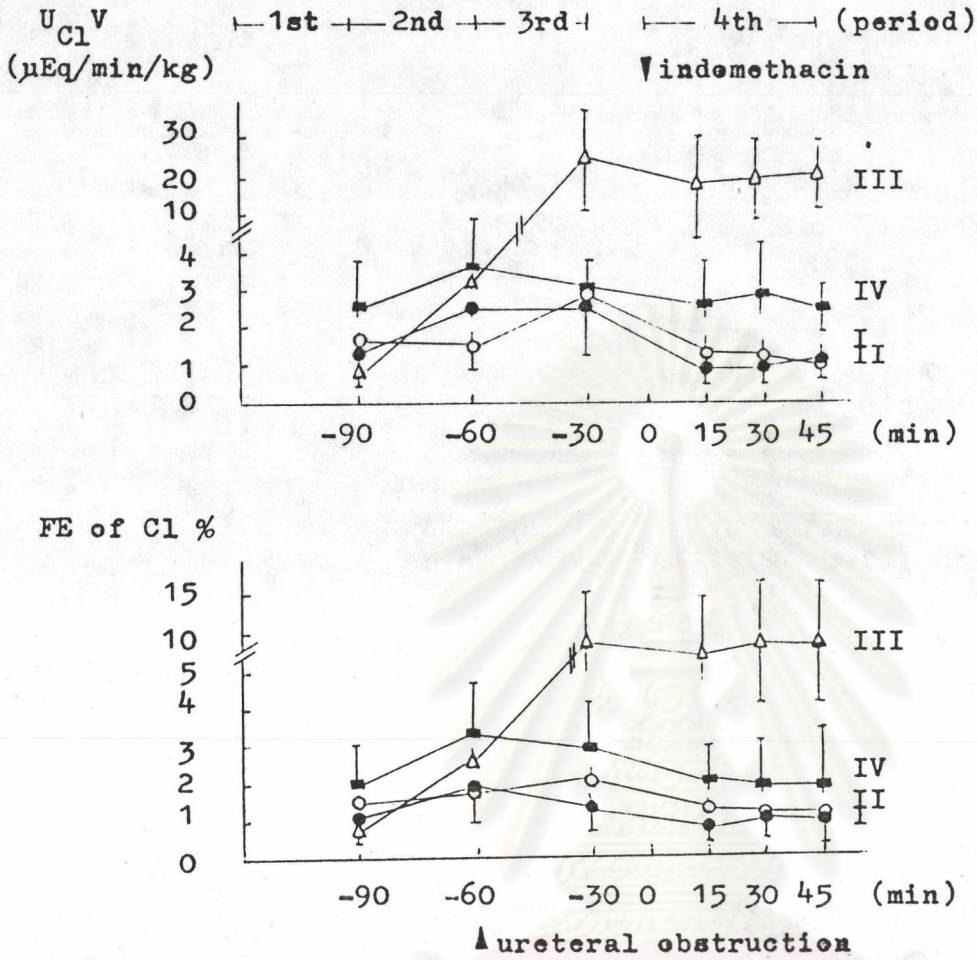 U Cl V ⊢1st—⊢2nd—⊢3rd⊣ ⊢— 4th —⊣ (period)
(µEq/min/kg) ▼indomethacin
30
20
10
4
3
2
1
0
III
IV
I
II
-90 -60 -30 0 15 30 45 (min)
FE of Cl %
15
10
5
4
3
2
1
0
III
IV
II
I
-90 -60 -30 0 15 30 45 (min)
▲ureteral obstruction